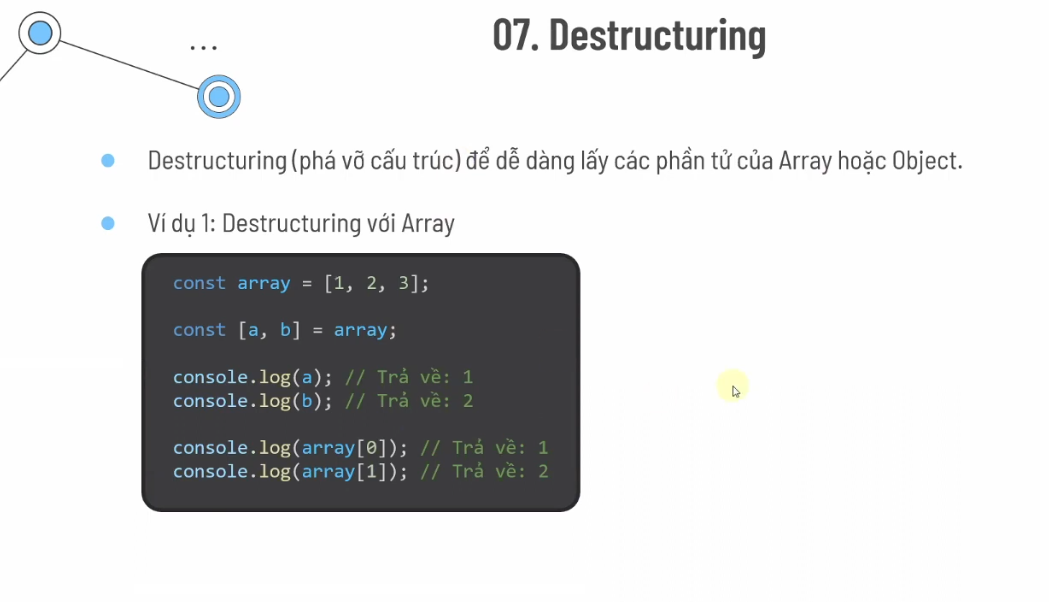 ...
07. Destructuring
Destructuring (phá vỡ cấu trúc) để dễ dàng lấy các phần tử của Array hoặc Object.
Ví dụ 1: Destructuring với Array
const array = [1, 2, 3];
const [a, b] = array;
console.log(a); // Trả về: 1
console.log(b); // Trả về: 2
console.log(array[0]); // Trả về: 1
console.log(array[1]); // Trả về: 2